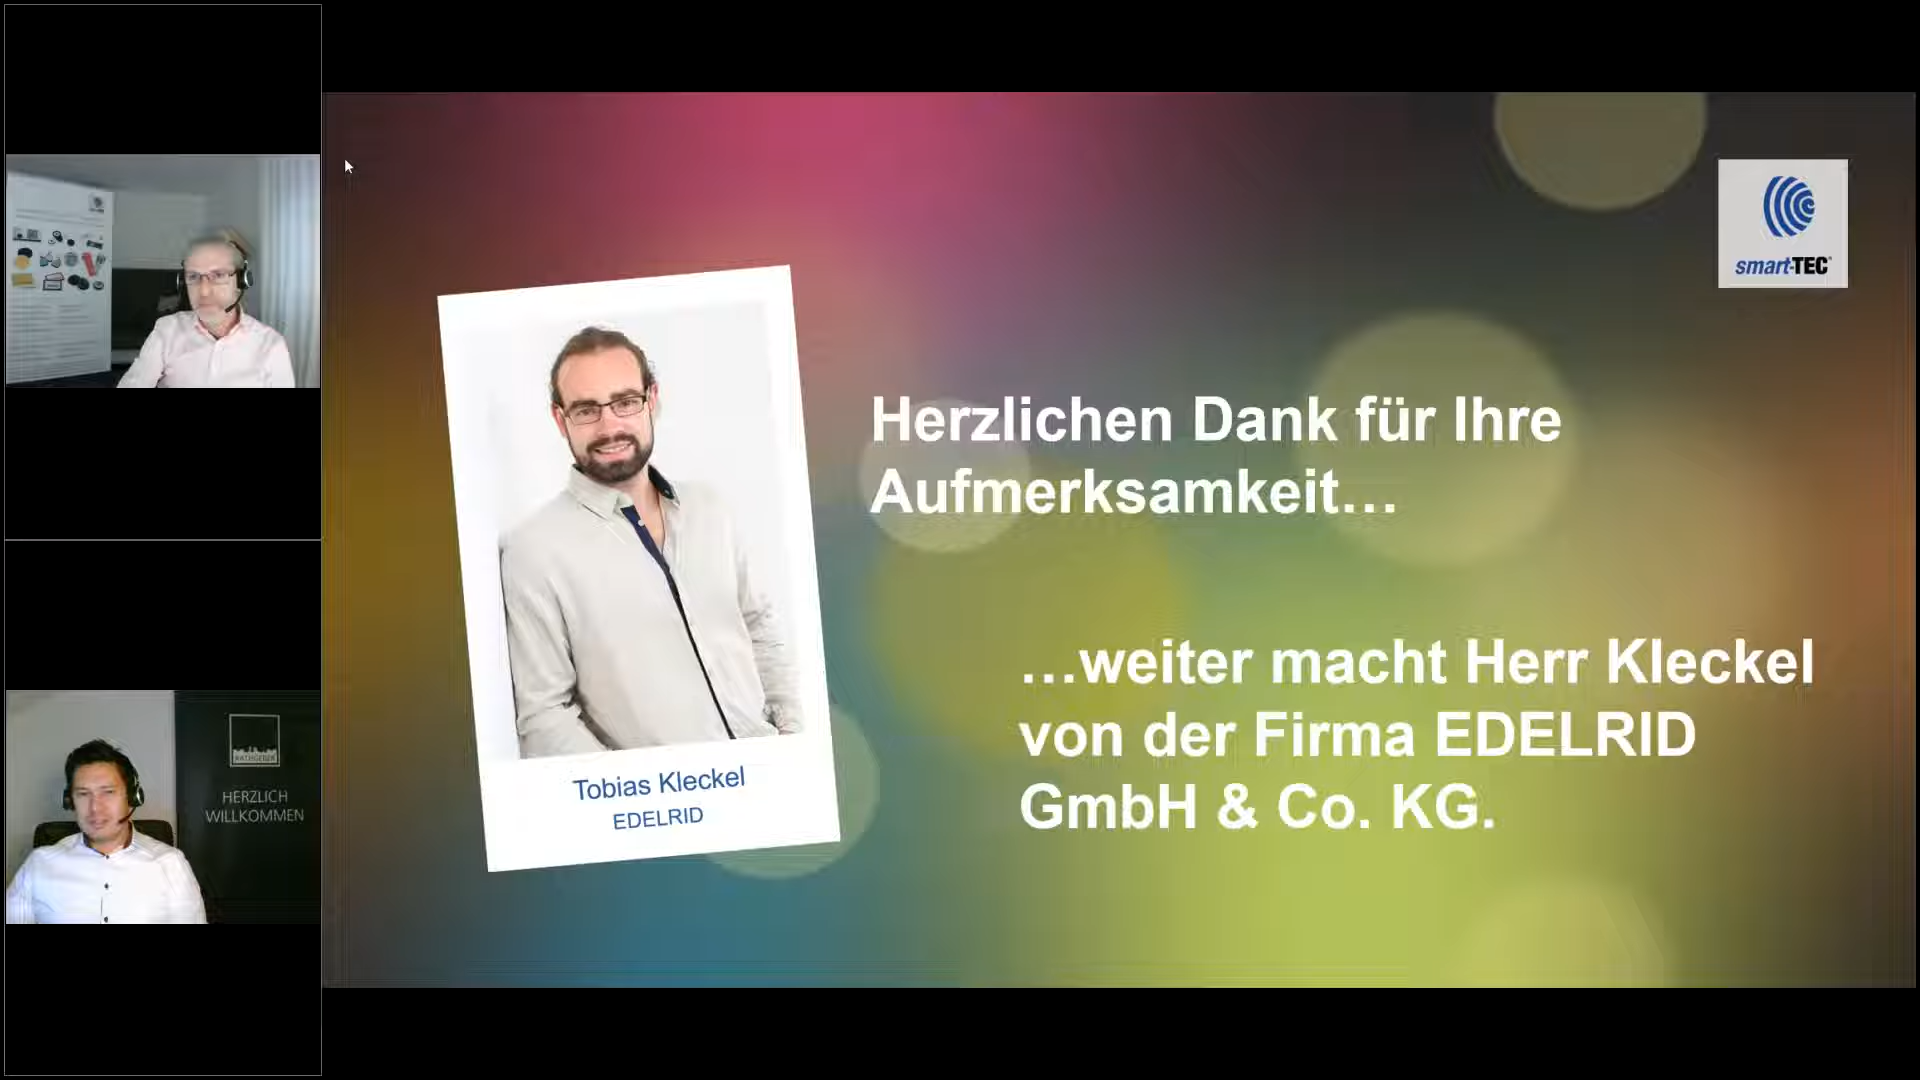 smart-TEC
Herzlichen Dank für Ihre
Aufmerksamkeit…
…weiter macht Herr Kleckel
von der Firma EDELRID
GmbH & Co. KG.
Tobias Kleckel
EDELRID
RATHGEBER
HERZLICH
WILLKOMMEN